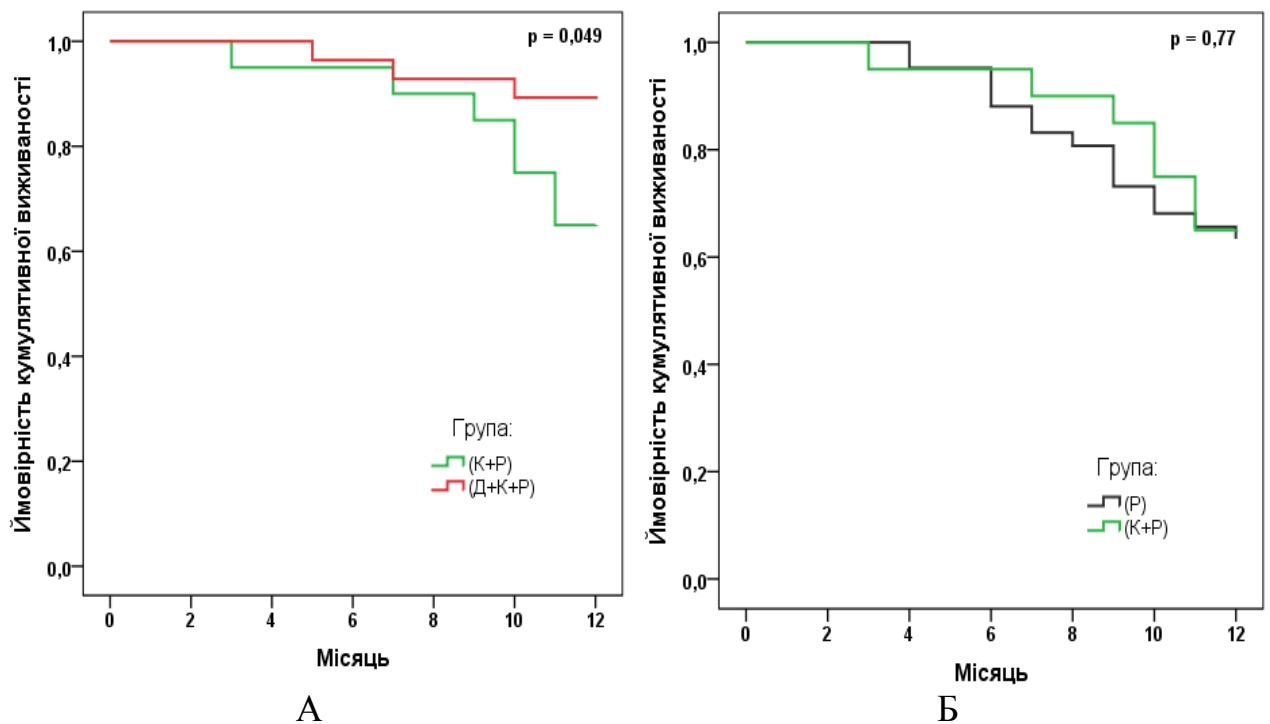 p = 0,049
Ймовірність кумулятивної виживаності
1,0
0,8
0,6
0,4
0,2
0,0
Група:
(К+Р)
(Д+К+Р)
0 2 4 6 8 10 12
Місяць
А
p = 0,77
Ймовірність кумулятивної виживаності
1,0
0,8
0,6
0,4
0,2
0,0
Група:
(Р)
(К+Р)
0 2 4 6 8 10 12
Місяць
Б